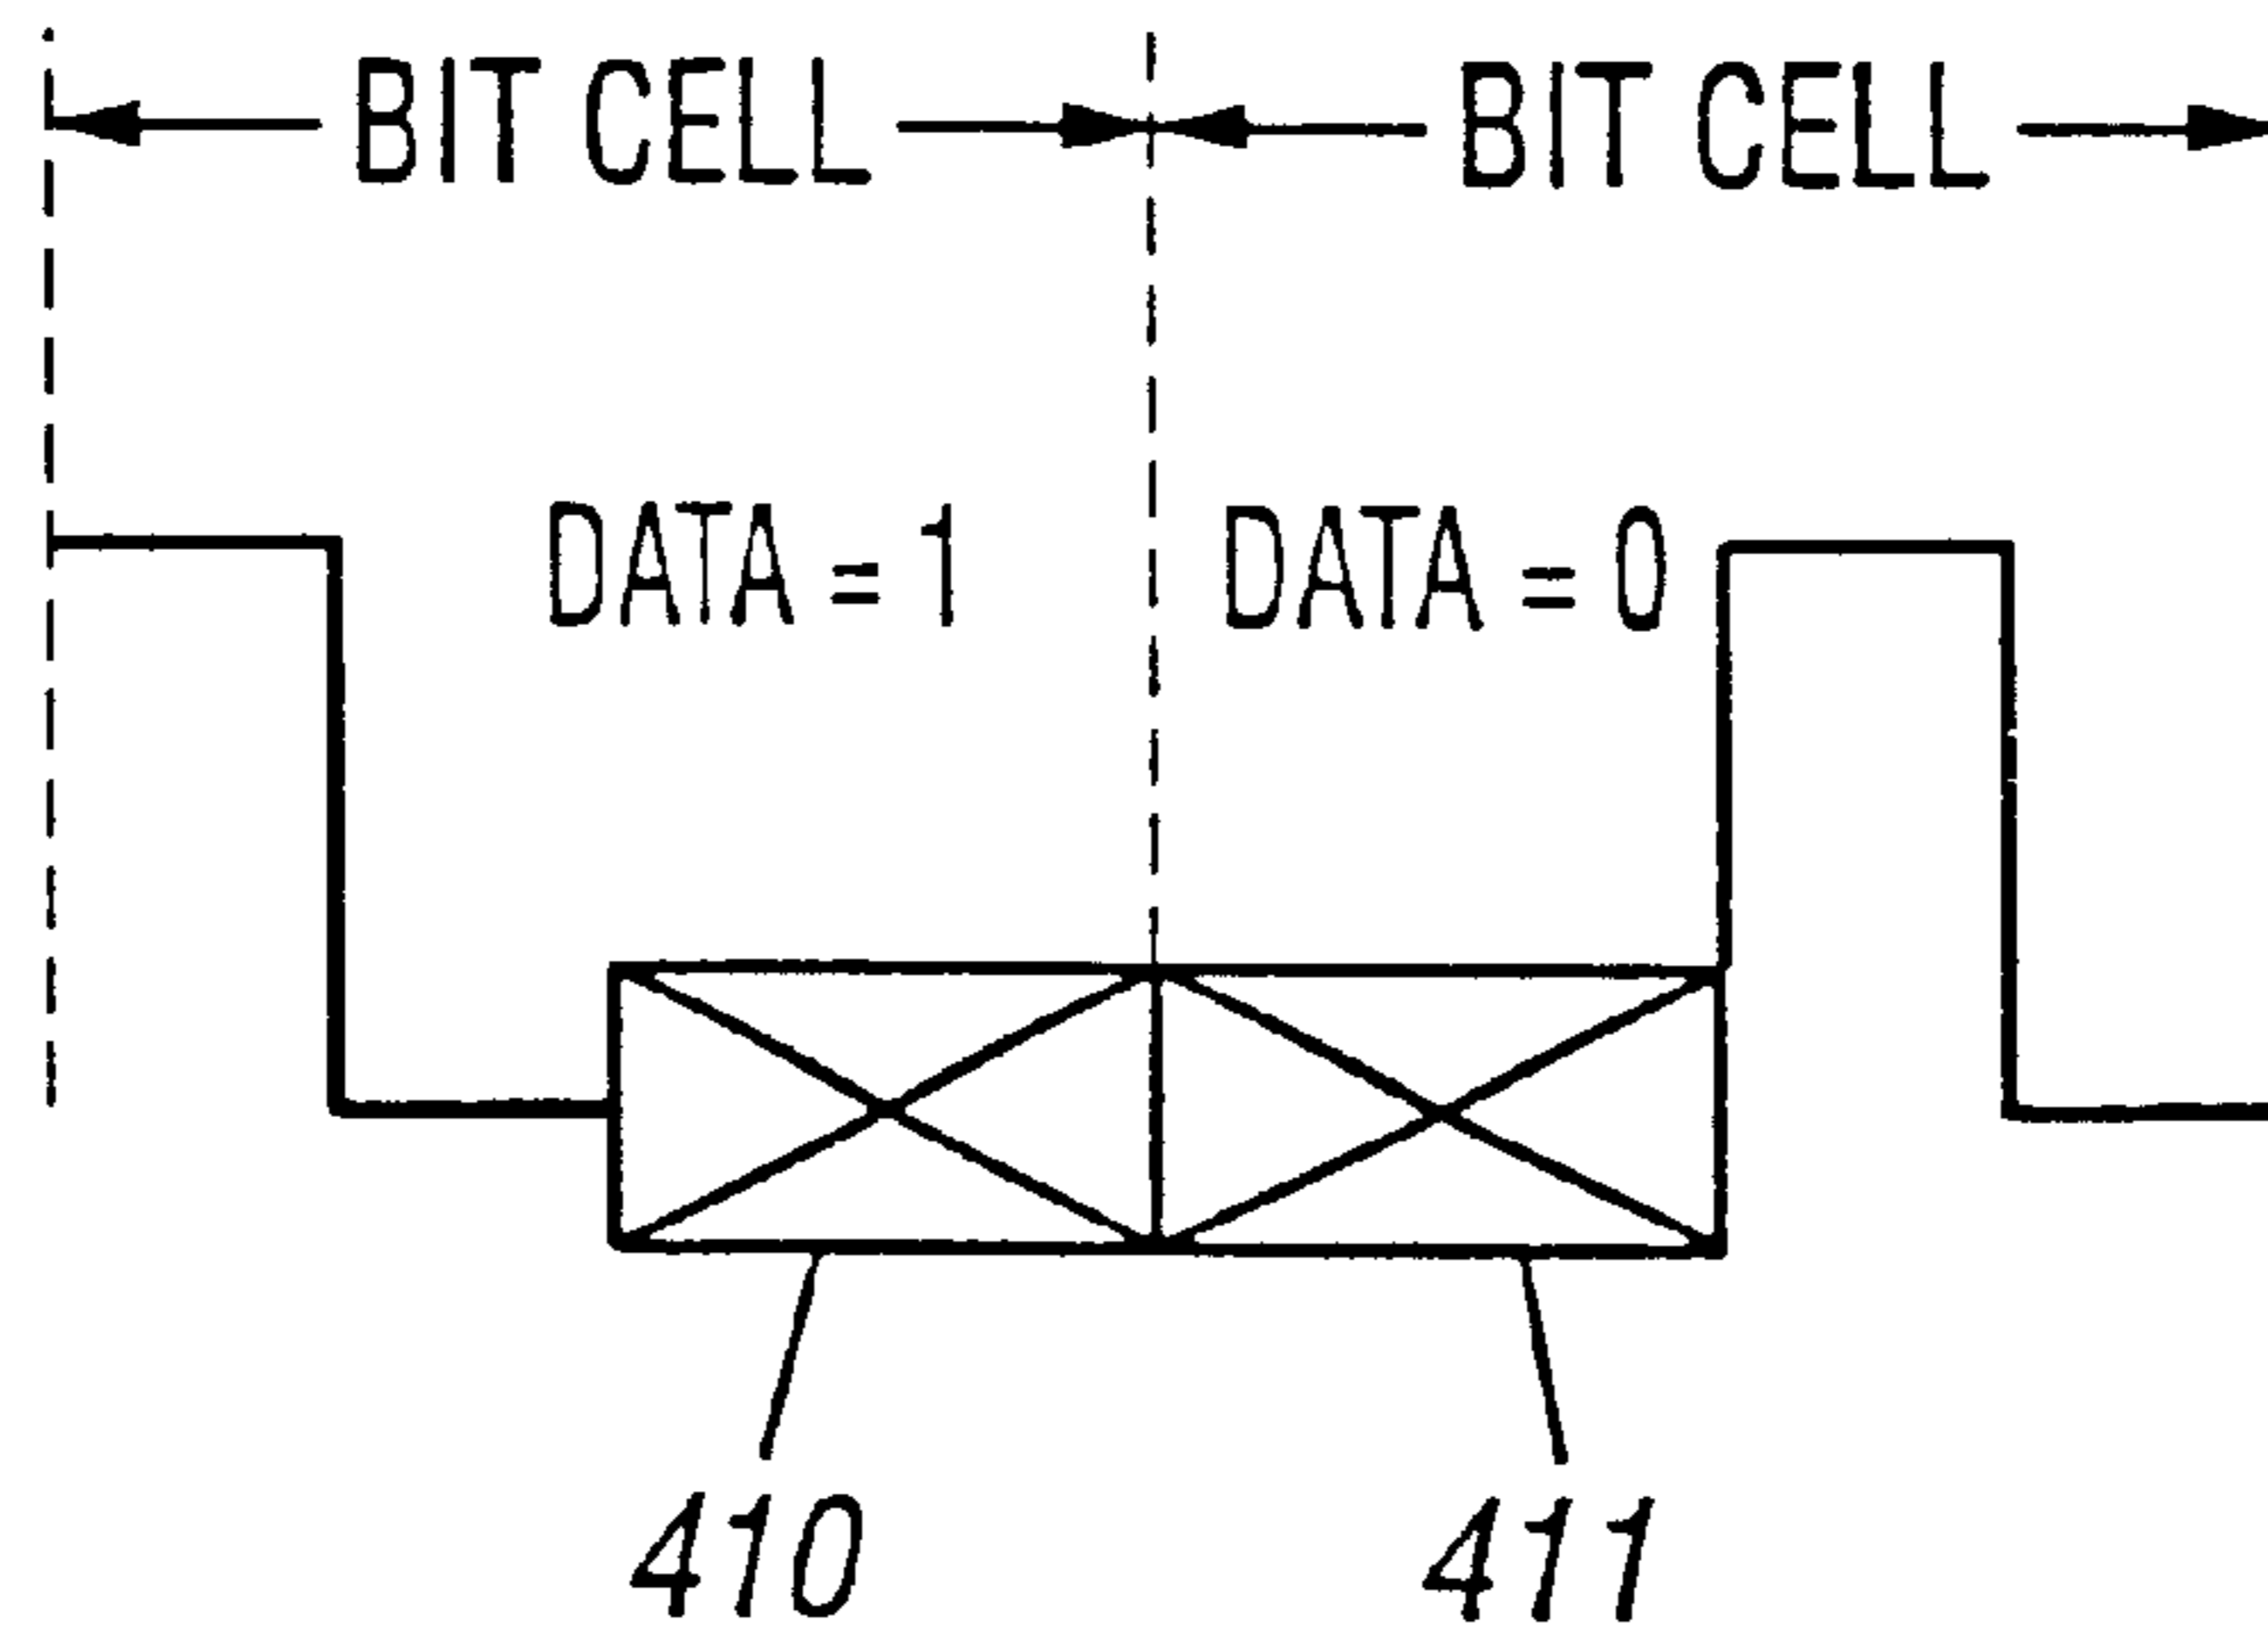 BIT CELL BIT CELL
DATA = 1 DATA = 0
410 411